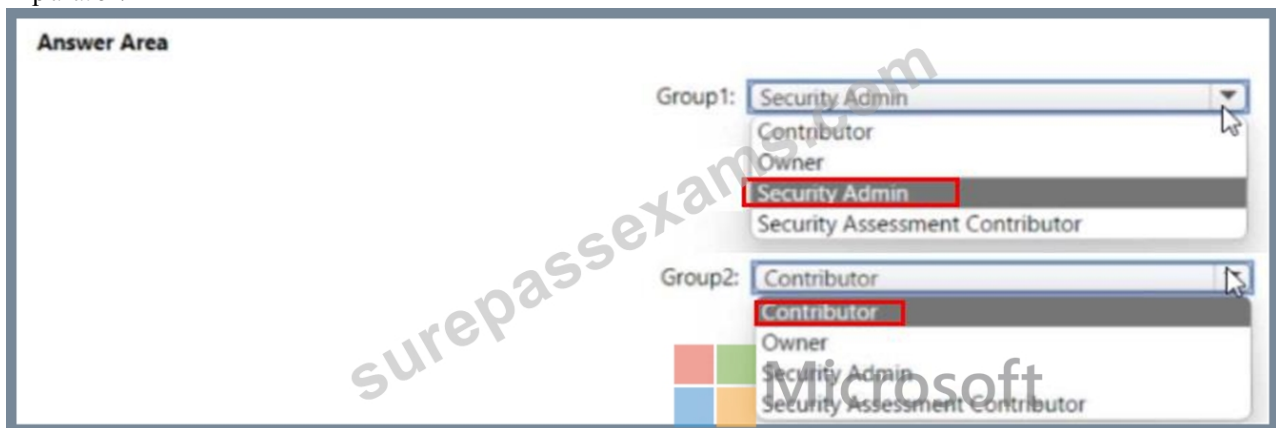 Answer Area
Group1: Security Admin
Contributor
Owner
Security Admin
Security Assessment Contributor
Group2: Contributor
Contributor
Owner
Security Admin
Security Assessment Contributor
surepassexams.com
Microsoft